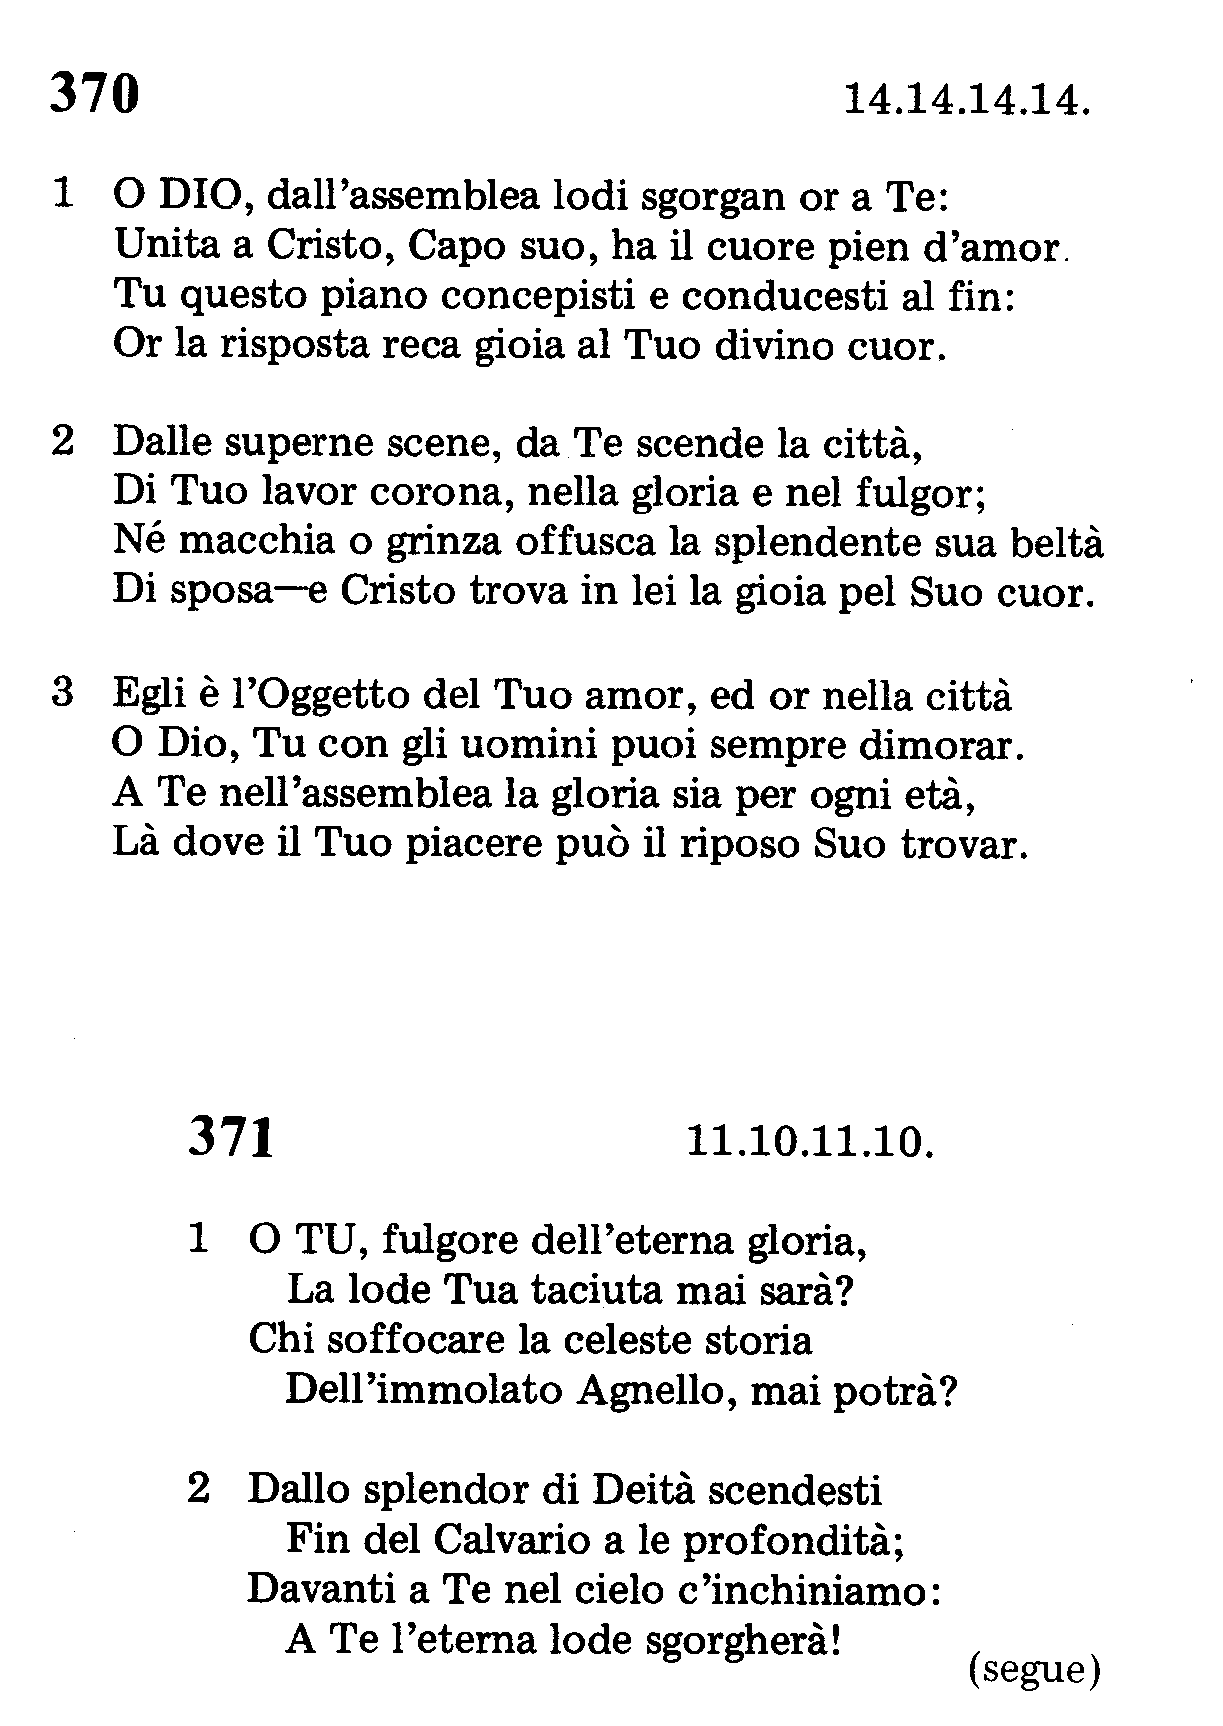 370 14.14.14.14.
1 O DIO, dall'assemblea lodi sgorgan or a Te:
Unita a Cristo, Capo suo, ha il cuore pien d'amor.
Tu questo piano concepisti e conducesti al fin:
Or la risposta reca gioia al Tuo divino cuor.
2 Dalle superne scene, da Te scende la città,
Di Tuo lavor corona, nella gloria e nel fulgor;
Né macchia o grinza offusca la splendente sua beltà
Di sposa—e Cristo trova in lei la gioia pel Suo cuor.
3 Egli è l'Oggetto del Tuo amor, ed or nella città
O Dio, Tu con gli uomini puoi sempre dimorar.
A Te nell'assemblea la gloria sia per ogni età,
Là dove il Tuo piacere può il riposo Suo trovar.
371 11.10.11.10.
1 O TU, fulgore dell'eterna gloria,
La lode Tua taciuta mai sarà?
Chi soffocare la celeste storia
Dell'immolato Agnello, mai potrà?
2 Dallo splendor di Deità scendesti
Fin del Calvario a le profondità;
Davanti a Te nel cielo c'inchiniamo:
A Te l'eterna lode sgorgherà!
(segue)